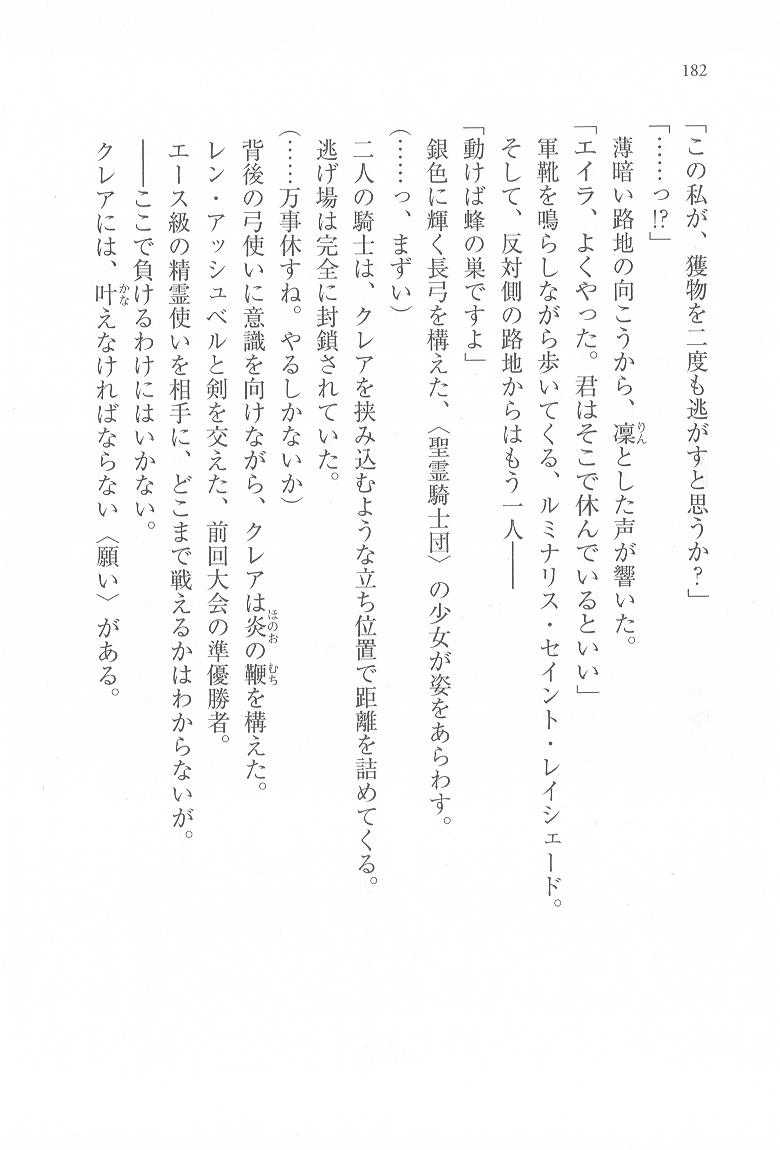 182
「この私が、獲物を二度も逃がすと思うか?」
「……っ!?」
薄暗い路地の向こうから、凜とした声が響いた。
「エイラ、よくやった。君はそこで休んでいるといい」
軍靴を鳴らしながら歩いてくる、ルミナリス・セイント・レイシェード。
そして、反対側の路地からはもう一人――
「動けば蜂の巣ですよ」
銀色に輝く長弓を構えた、〈聖霊騎士団〉の少女が姿をあらわす。
(……っ、まずい)
二人の騎士は、クレアを挟み込むような立ち位置で距離を詰めてくる。
逃げ場は完全に封鎖されていた。
(……万事休すね。やるしかないか)
背後の弓使いに意識を向けながら、クレアは炎の鞭を構えた。
レン・アッシュベルと剣を交えた、前回大会の準優勝者。
エース級の精霊使いを相手に、どこまで戦えるかはわからないが。
――ここで負けるわけにはいかない。
クレアには、叶えなければならない〈願い〉がある。